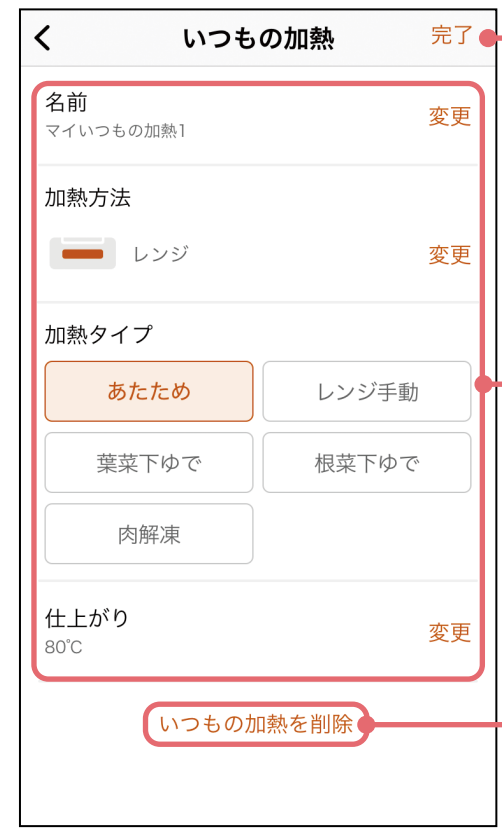 いつもの加熱 完了
名前
マイいつもの加熱1
変更
加熱方法
レンジ 変更
加熱タイプ
あたため レンジ手動
葉菜下ゆで 根菜下ゆで
肉解凍
仕上がり
80℃
変更
いつもの加熱を削除